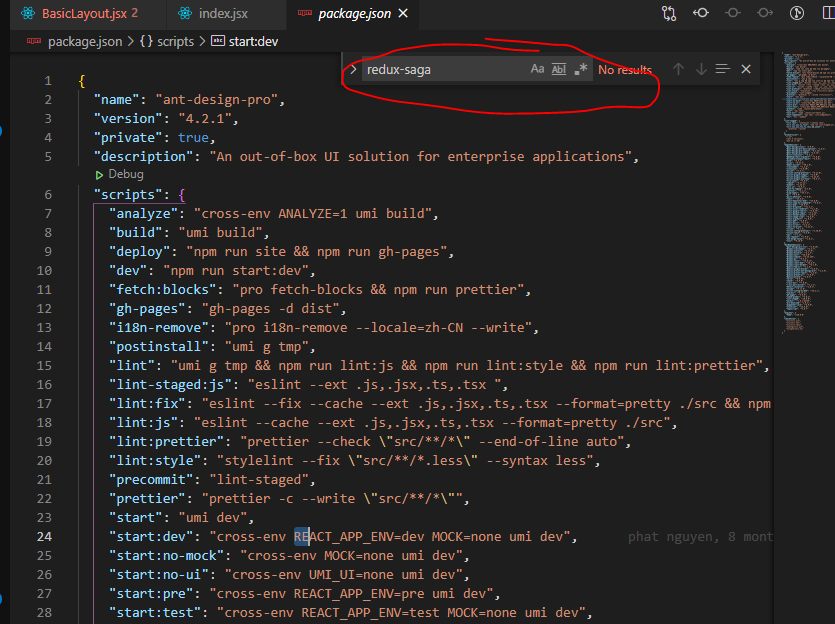 BasicLayout.jsx 2 index.jsx package.json
package.json > {} scripts > start:dev
redux-saga Aa Abl .* No results
1 {
2 "name": "ant-design-pro",
3 "version": "4.2.1",
4 "private": true,
5 "description": "An out-of-box UI solution for enterprise applications",
Debug
6 "scripts": {
7 "analyze": "cross-env ANALYZE=1 umi build",
8 "build": "umi build",
9 "deploy": "npm run site && npm run gh-pages",
10 "dev": "npm run start:dev",
11 "fetch:blocks": "pro fetch-blocks && npm run prettier",
12 "gh-pages": "gh-pages -d dist",
13 "i18n-remove": "pro i18n-remove --locale=zh-CN --write",
14 "postinstall": "umi g tmp",
15 "lint": "umi g tmp && npm run lint:js && npm run lint:style && npm run lint:prettier",
16 "lint-staged:js": "eslint --ext .js,.jsx,.ts,.tsx ",
17 "lint:fix": "eslint --fix --cache --ext .js,.jsx,.ts,.tsx --format=pretty ./src && npm
18 "lint:js": "eslint --cache --ext .js,.jsx,.ts,.tsx --format=pretty ./src",
19 "lint:prettier": "prettier --check \"src/**/*\" --end-of-line auto",
20 "lint:style": "stylelint --fix \"src/**/*.less\" --syntax less",
21 "precommit": "lint-staged",
22 "prettier": "prettier -c --write \"src/**/*\"",
23 "start": "umi dev",
24 "start:dev": "cross-env REACT_APP_ENV=dev MOCK=none umi dev", phat nguyen, 8 mont
25 "start:no-mock": "cross-env MOCK=none umi dev",
26 "start:no-ui": "cross-env UMI_UI=none umi dev",
27 "start:pre": "cross-env REACT_APP_ENV=pre umi dev",
28 "start:test": "cross-env REACT_APP_ENV=test MOCK=none umi dev",